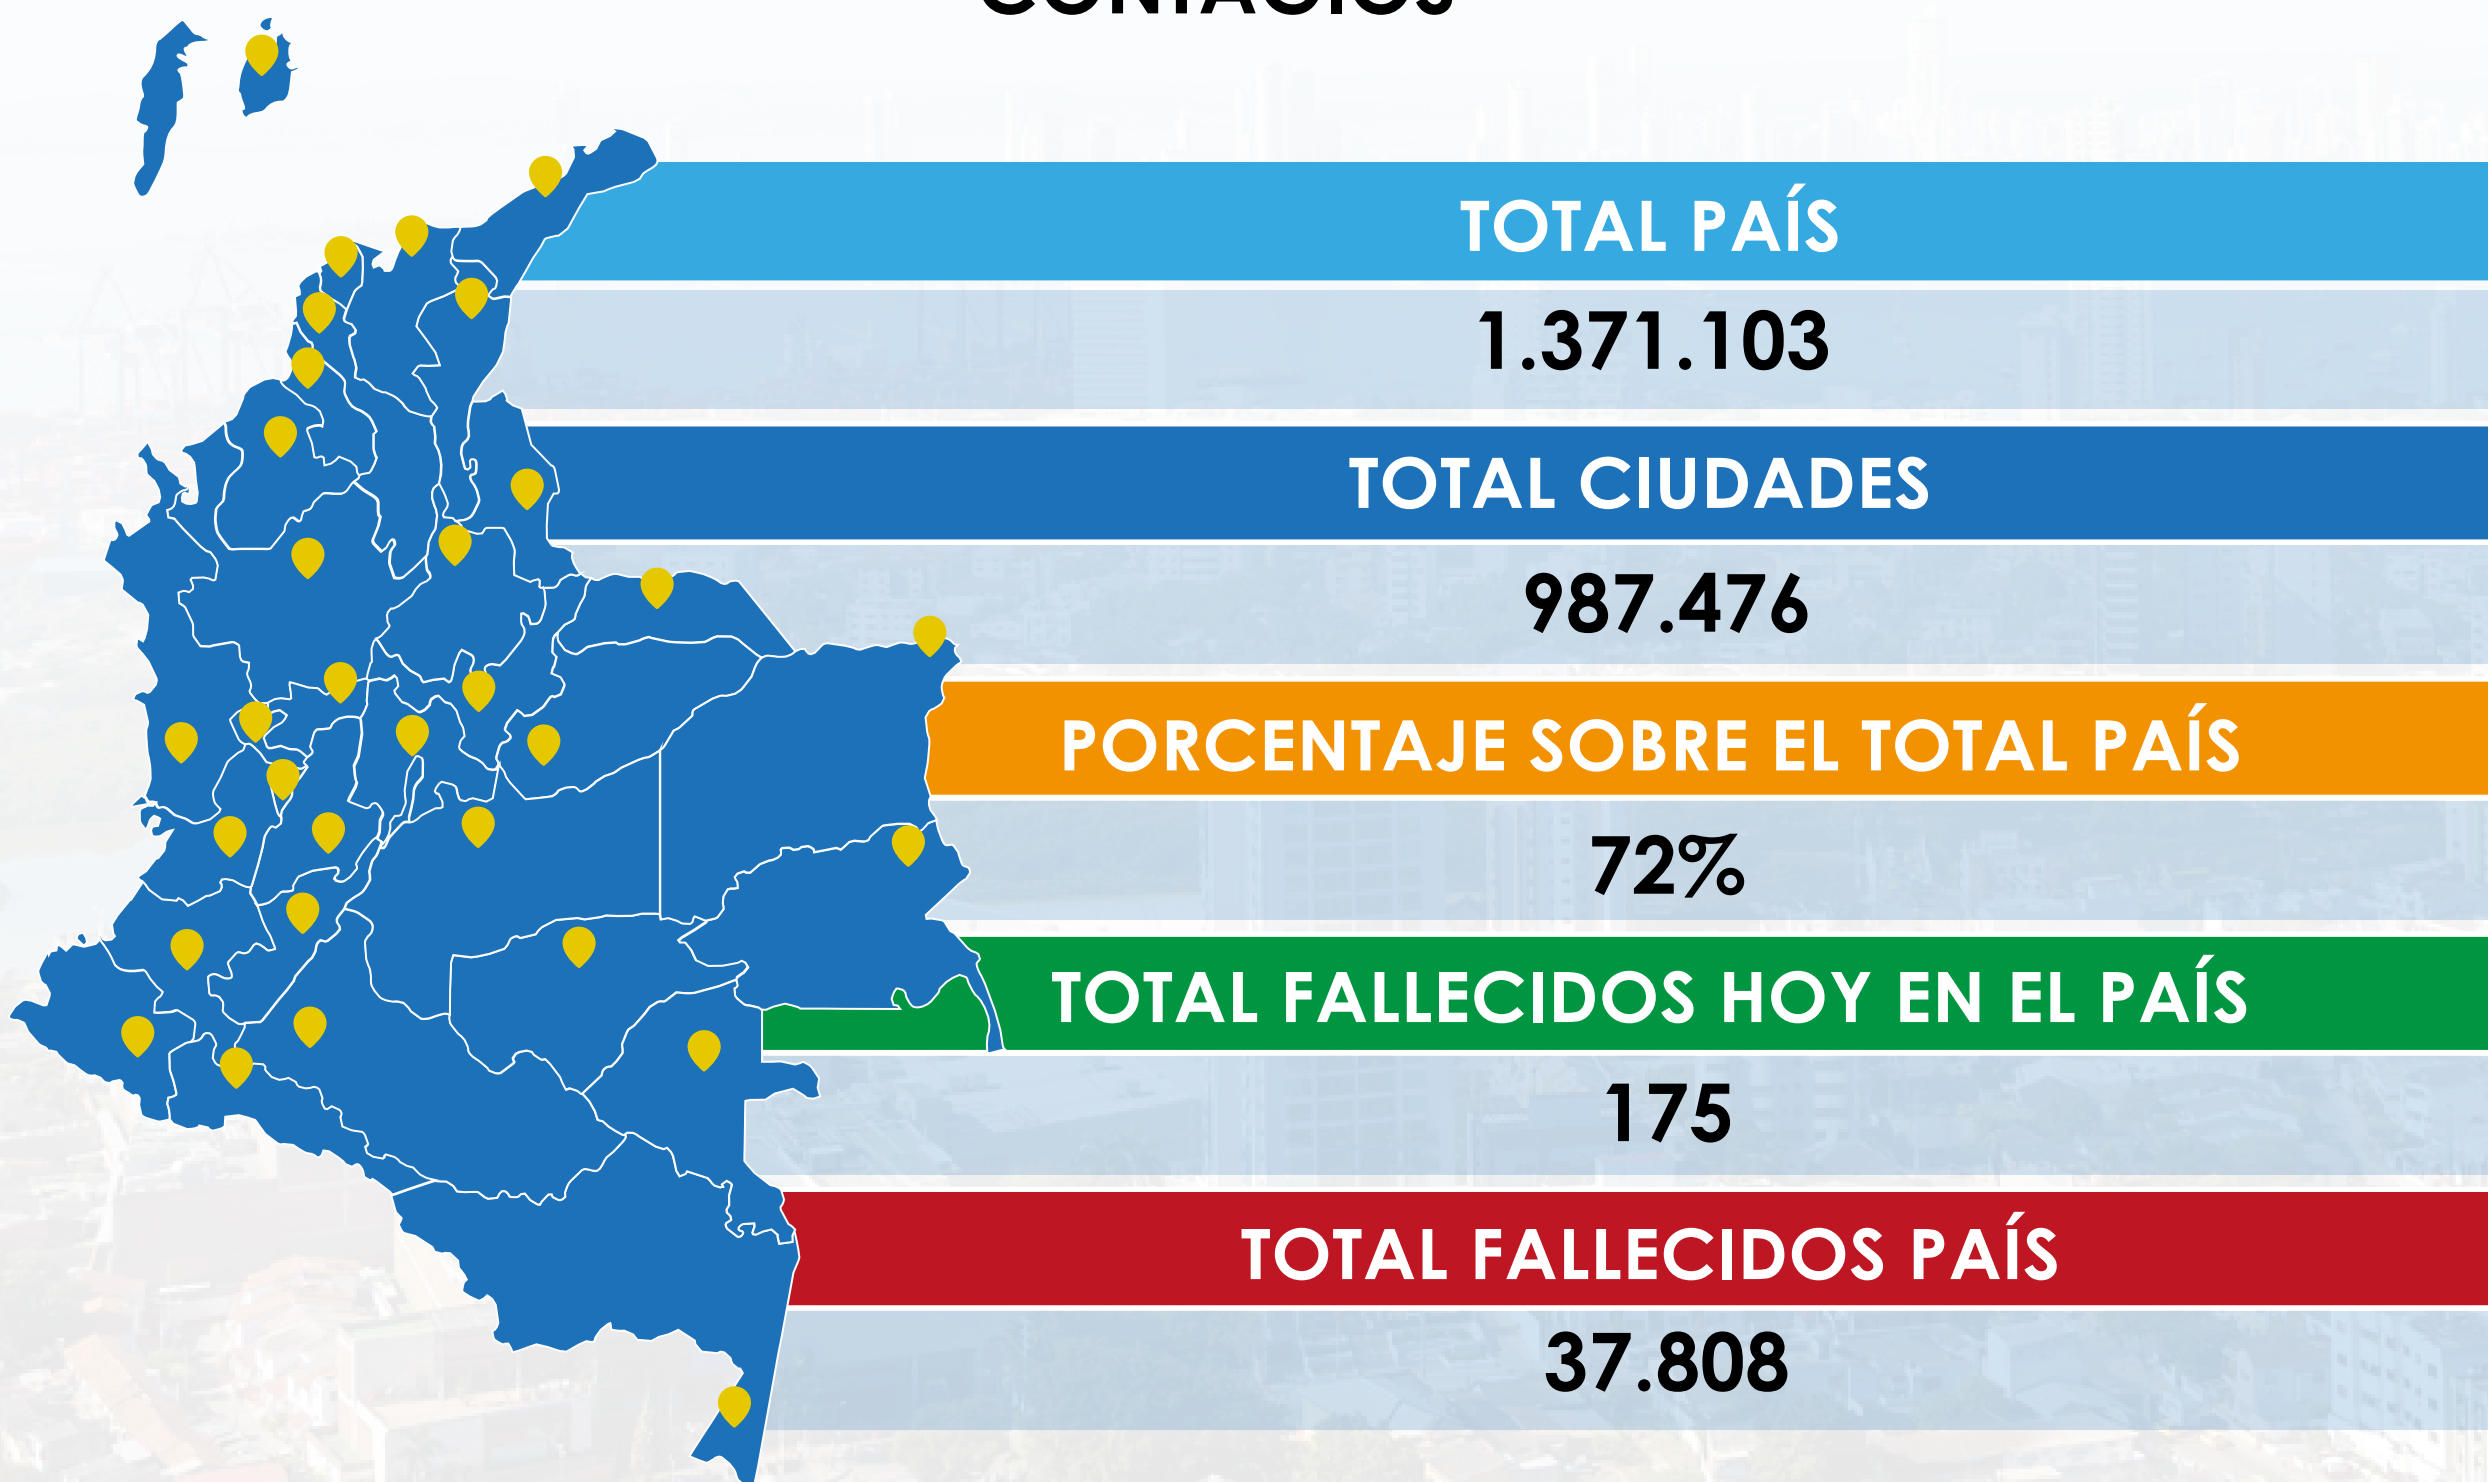 CONTAGIOS
TOTAL PAÍS
1.371.103
TOTAL CIUDADES
987.476
PORCENTAJE SOBRE EL TOTAL PAÍS
72%
TOTAL FALLECIDOS HOY EN EL PAÍS
175
TOTAL FALLECIDOS PAÍS
37.808